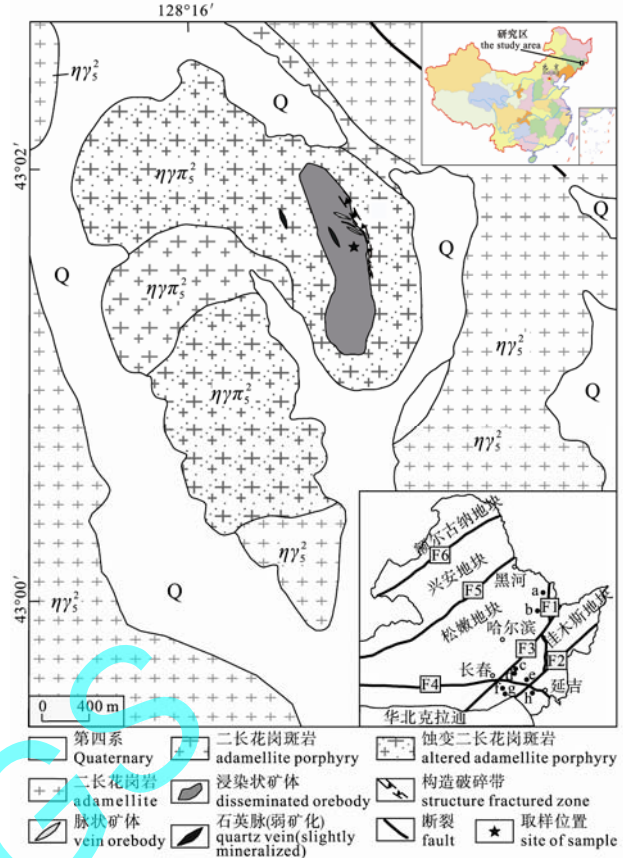 128°16′
研究区
the study area
ηγ₅²
Q
43°02′
ηγπ₅²
Q
Q
Q
ηγπ₅²
ηγ₅²
ηγπ₅²
Q
ηγ₅²
ηγ₅²
43°00′
ηγ₅²
Q
额尔古纳地块
F6
兴安地块
黑河
F5
a
松嫩地块
b
F1
佳木斯地块
哈尔滨
F3
F2
长春
c
e
F4
f
g
h
延吉
华北克拉通
0 400 m
第四系
Quaternary
二长花岗斑岩
adamellite porphyry
蚀变二长花岗斑岩
altered adamellite porphyry
二长花岗岩
adamellite
浸染状矿体
disseminated orebody
构造破碎带
structure fractured zone
脉状矿体
vein orebody
石英脉(弱矿化)
quartz vein(slightly
mineralized)
断裂
fault
取样位置
site of sample